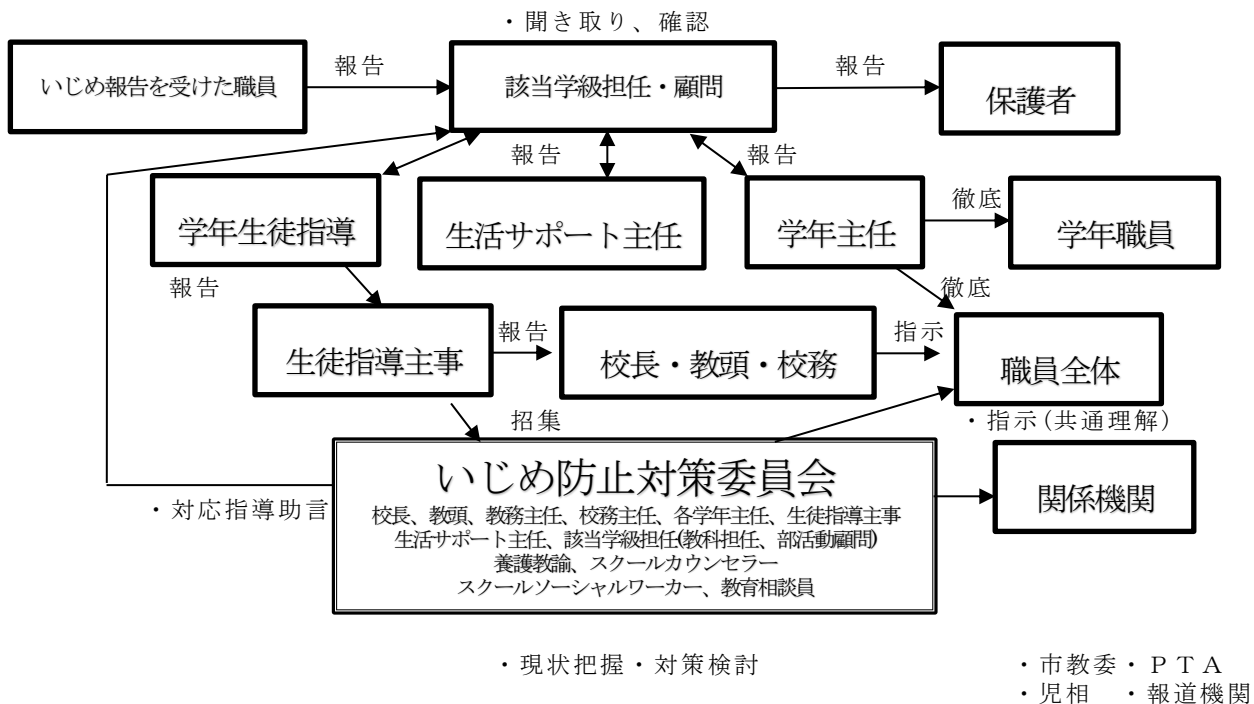 ・聞き取り、確認
いじめ報告を受けた職員
報告
該当学級担任・顧問
報告
保護者
報告
報告
学年生徒指導
生活サポート主任
学年主任
徹底
学年職員
報告
徹底
生徒指導主事
報告
校長・教頭・校務
指示
職員全体
招集
・指示(共通理解)
いじめ防止対策委員会
校長、教頭、教務主任、校務主任、各学年主任、生徒指導主事
生活サポート主任、該当学級担任(教科担任、部活動顧問)
養護教諭、スクールカウンセラー
スクールソーシャルワーカー、教育相談員
・対応指導助言
関係機関
・現状把握・対策検討
・市教委・ＰＴＡ
・児相　・報道機関